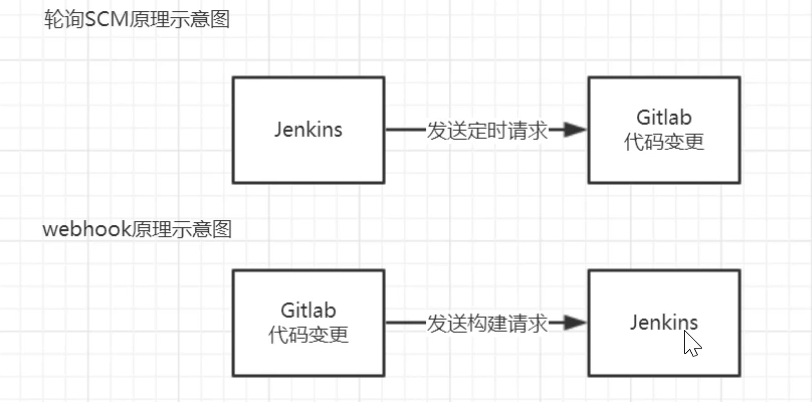 轮询SCM原理示意图
Jenkins
发送定时请求
Gitlab
代码变更
webhook原理示意图
Gitlab
代码变更
发送构建请求
Jenkins